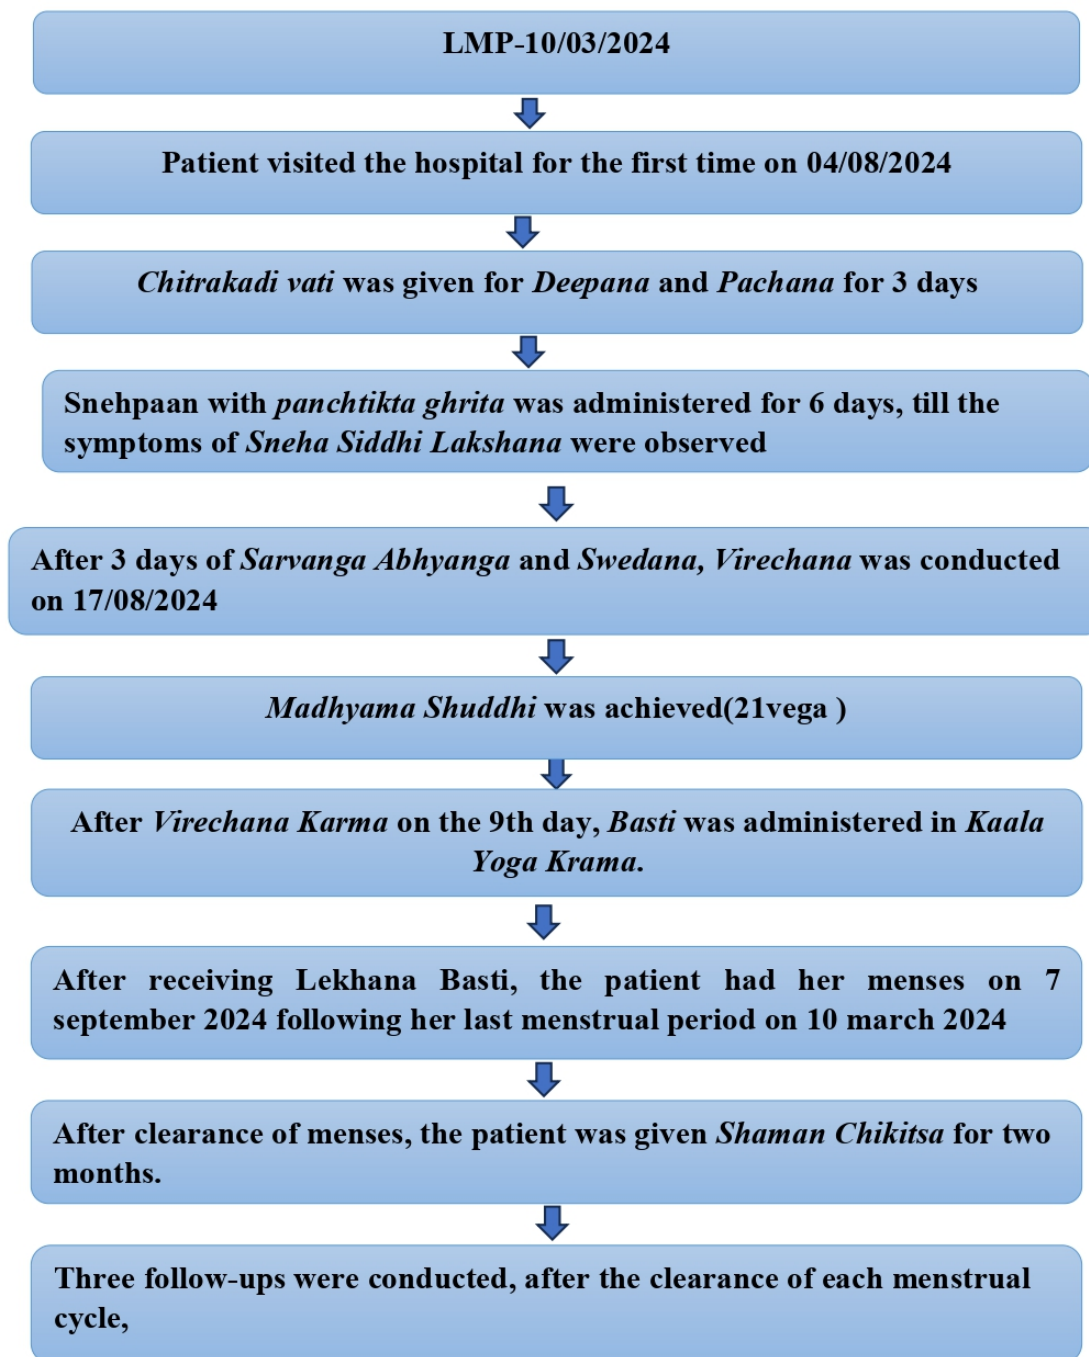 LMP-10/03/2024
Patient visited the hospital for the first time on 04/08/2024
Chitrakadi vati was given for Deepana and Pachana for 3 days
Snehpaan with panchtikta ghrita was administered for 6 days, till the
symptoms of Sneha Siddhi Lakshana were observed
After 3 days of Sarvanga Abhyanga and Swedana, Virechana was conducted
on 17/08/2024
Madhyama Shuddhi was achieved(21vega )
After Virechana Karma on the 9th day, Basti was administered in Kaala
Yoga Krama.
After receiving Lekhana Basti, the patient had her menses on 7
september 2024 following her last menstrual period on 10 march 2024
After clearance of menses, the patient was given Shaman Chikitsa for two
months.
Three follow-ups were conducted, after the clearance of each menstrual
cycle,